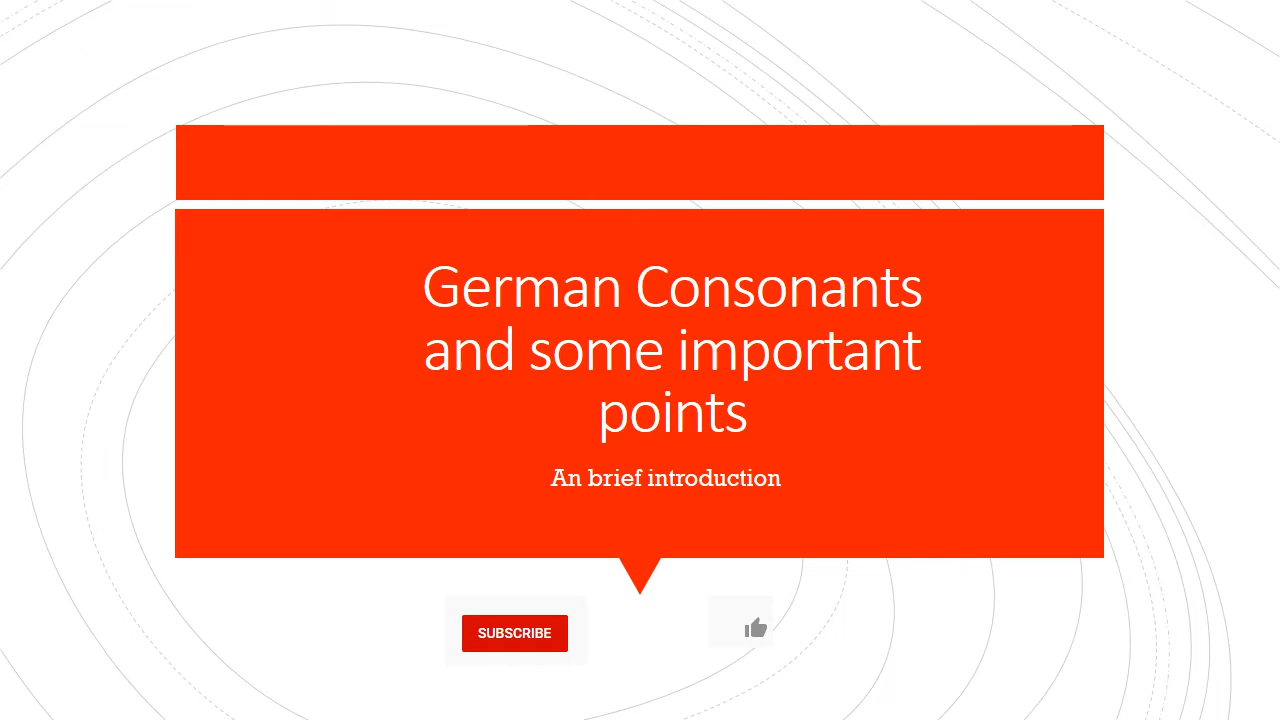 German Consonants
and some important
points
An brief introduction
SUBSCRIBE